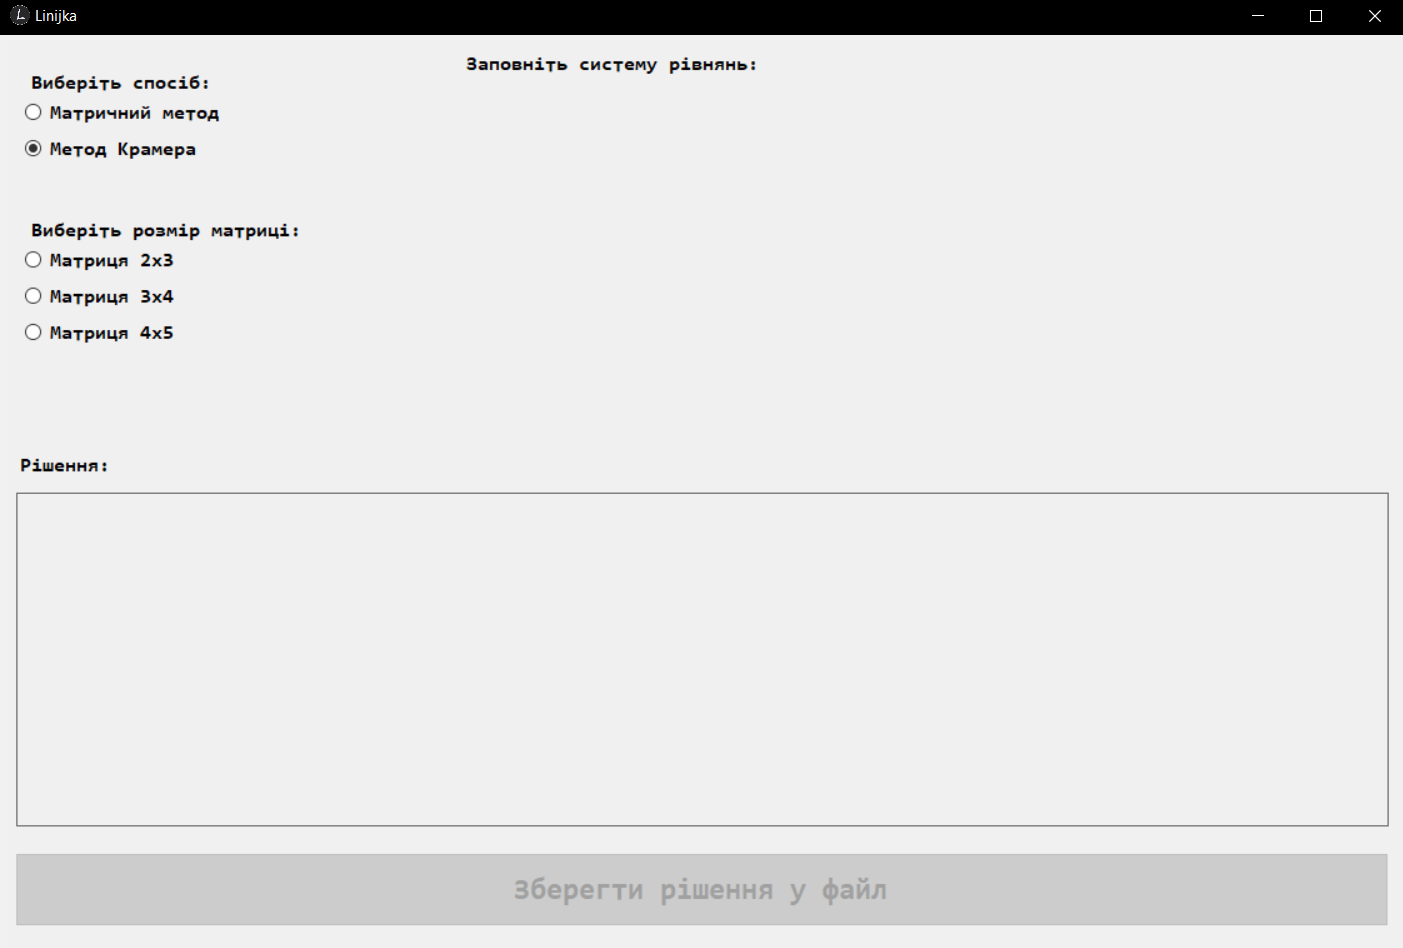 Linijka
Заповніть систему рівнянь:
Виберіть спосіб:
Матричний метод
Метод Крамера
Виберіть розмір матриці:
Матриця 2x3
Матриця 3x4
Матриця 4x5
Рішення:
Зберегти рішення у файл